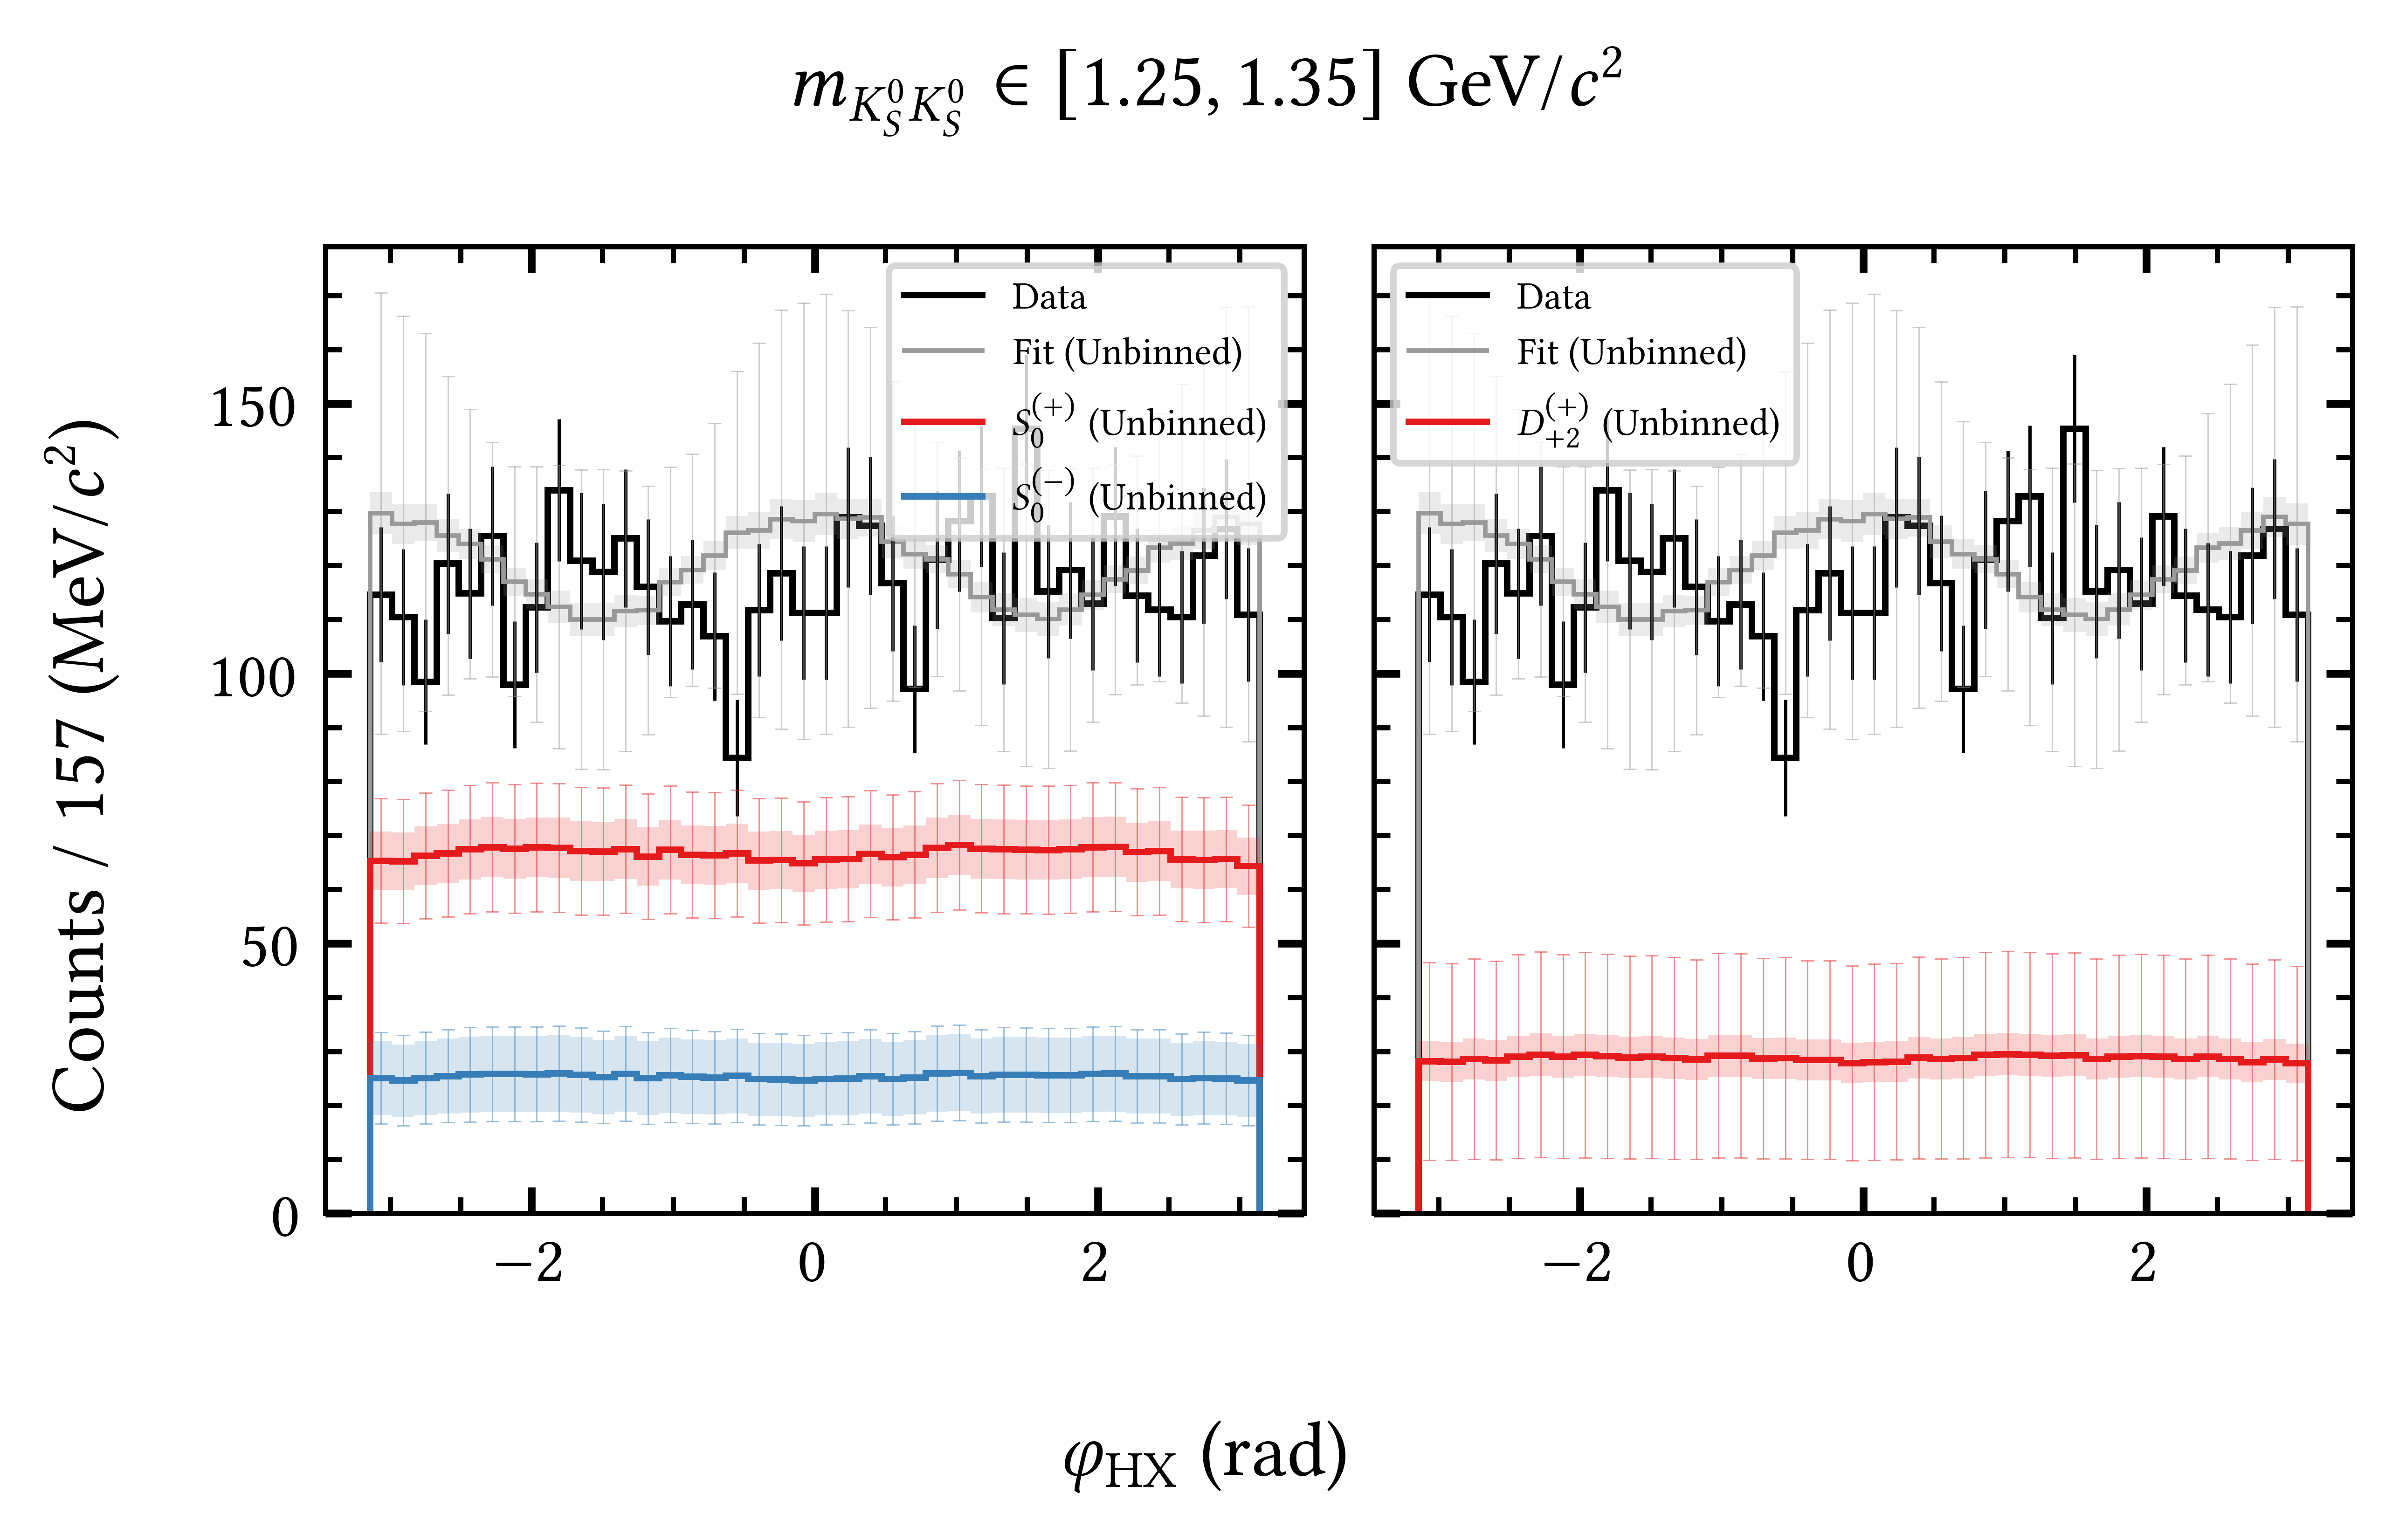 m_{K_S^0 K_S^0} ∈ [1.25, 1.35] GeV/c²
Counts / 157 (MeV/c²)
150
100
50
0
Data
Fit (Unbinned)
S_0^{(+)} (Unbinned)
S_0^{(−)} (Unbinned)
−2
0
2
Data
Fit (Unbinned)
D_{+2}^{(+)} (Unbinned)
−2
0
2
φ_HX (rad)